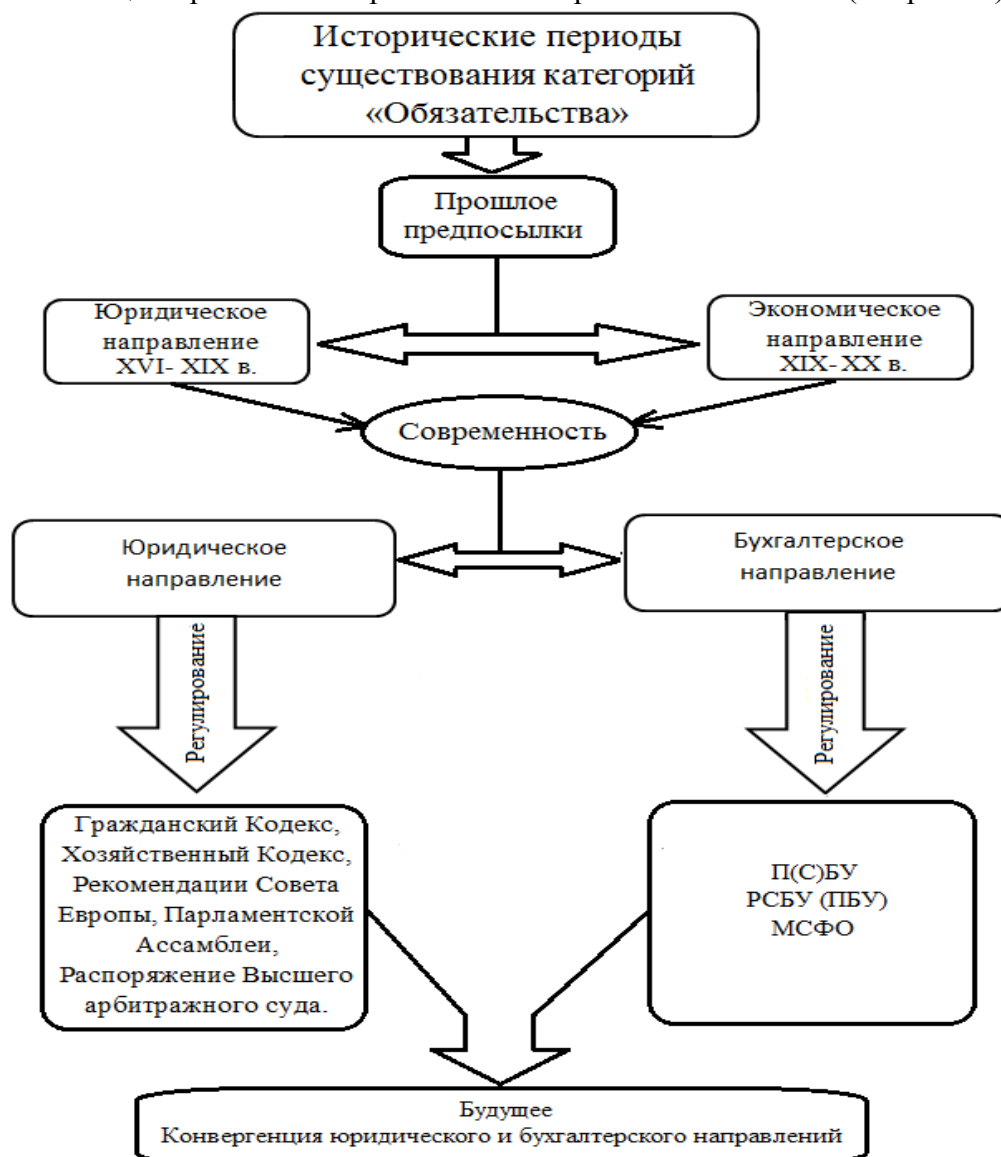 Исторические периоды
существования категорий
«Обязательства»
Прошлое
предпосылки
Юридическое
направление
XVI- XIX в.
Экономическое
направление
XIX- XX в.
Современность
Юридическое
направление
Бухгалтерское
направление
Регулирование
Регулирование
Гражданский Кодекс,
Хозяйственный Кодекс,
Рекомендации Совета
Европы, Парламентской
Ассамблеи,
Распоряжение Высшего
арбитражного суда.
П(С)БУ
РСБУ (ПБУ)
МСФО
Будущее
Конвергенция юридического и бухгалтерского направлений